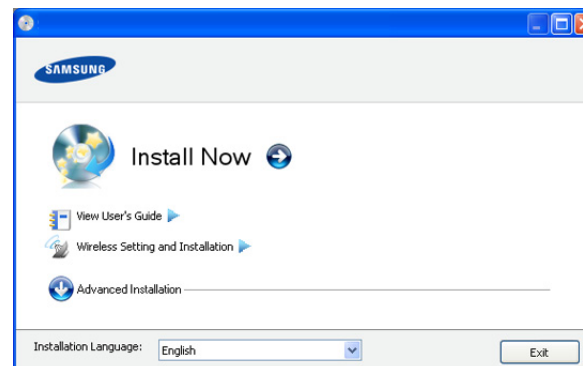 SAMSUNG
Install Now
View User's Guide
Wireless Setting and Installation
Advanced Installation
Installation Language: English Exit